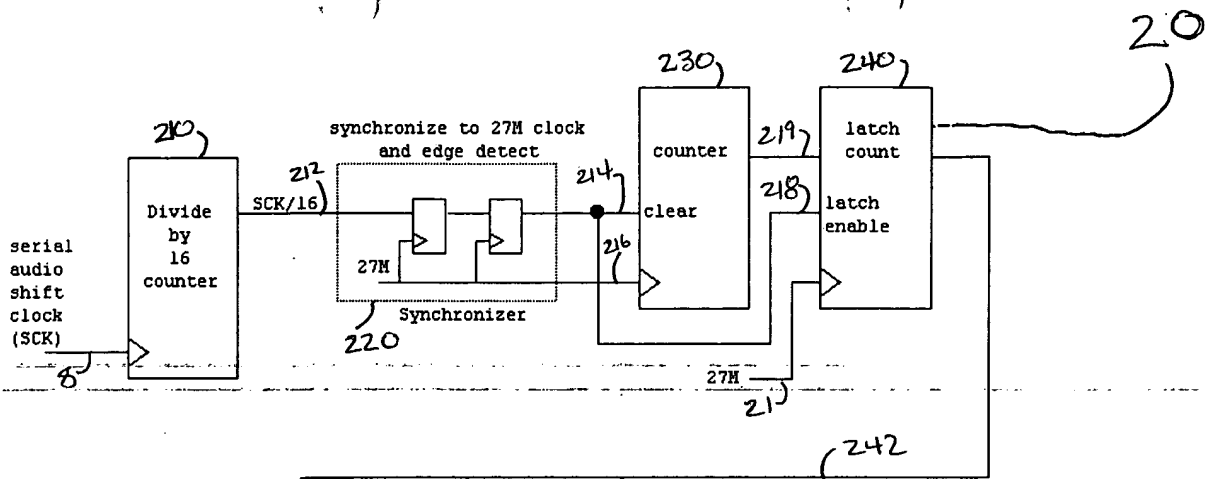 20
230
240
210
synchronize to 27M clock
and edge detect
212
SCK/16
214
counter
219
latch
count
218
clear
latch
enable
Divide
by
16
counter
27M
216
serial
audio
shift
clock
(SCK)
Synchronizer
220
8
27M
21
242